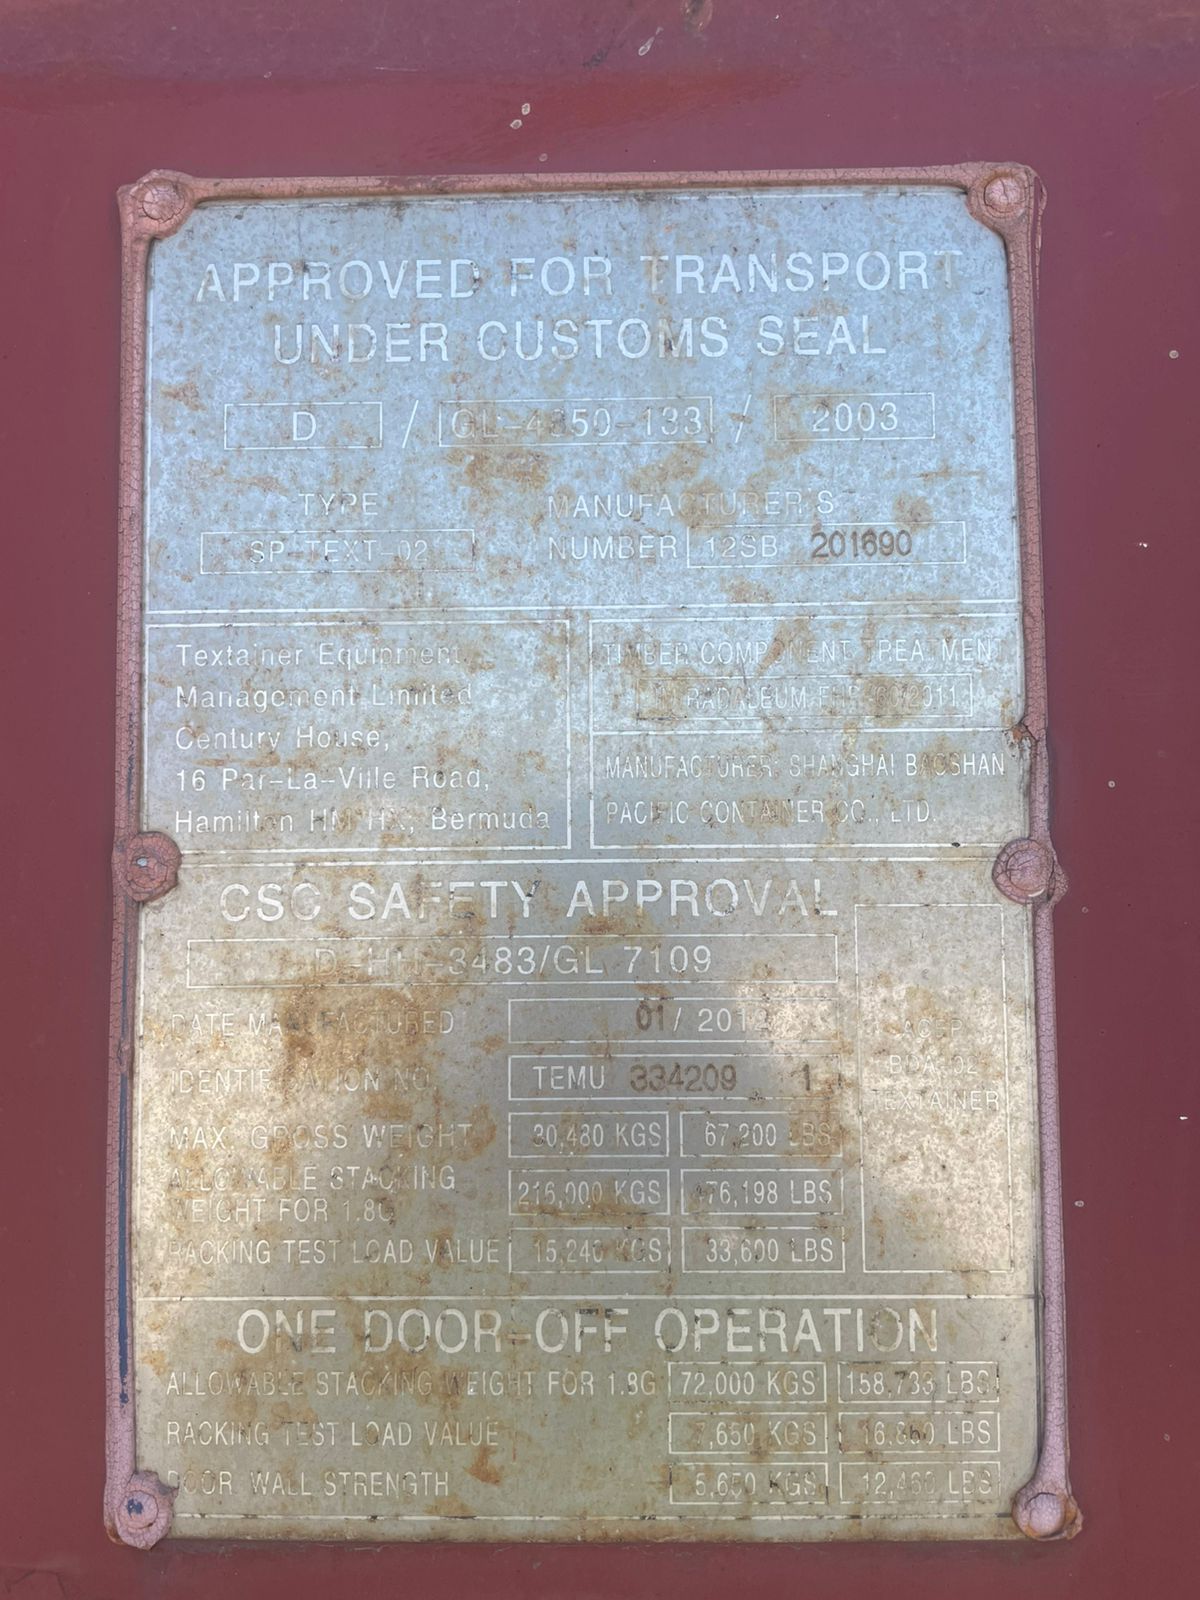 APPROVED FOR TRANSPORT
UNDER CUSTOMS SEAL
D / GL-4850-133 / 2003
TYPE MANUFACTURER'S
SP-TEXT-02 NUMBER 12SB 201690
Textainer Equipment
Management Limited
Century House,
16 Par-La-Ville Road,
Hamilton HM HX, Bermuda
TIMBER COMPONENT TREATMENT
MANUFACTURER: SHANGHAI BAOSHAN
PACIFIC CONTAINER CO., LTD.
CSC SAFETY APPROVAL
D-HH-3483/GL 7109
DATE MANUFACTURED 01/ 2012
IDENTIFICATION NO. TEMU 334209 1
MAX. GROSS WEIGHT 30,480 KGS 67,200 LBS
ALLOWABLE STACKING
WEIGHT FOR 1.8G 216,000 KGS 476,198 LBS
RACKING TEST LOAD VALUE 15,240 KGS 33,600 LBS
ACEP
BDA-02
TEXTAINER
ONE DOOR-OFF OPERATION
ALLOWABLE STACKING WEIGHT FOR 1.8G 72,000 KGS 158,733 LBS
RACKING TEST LOAD VALUE 7,650 KGS LBS
DOOR WALL STRENGTH 5,650 KGS 12,460 LBS